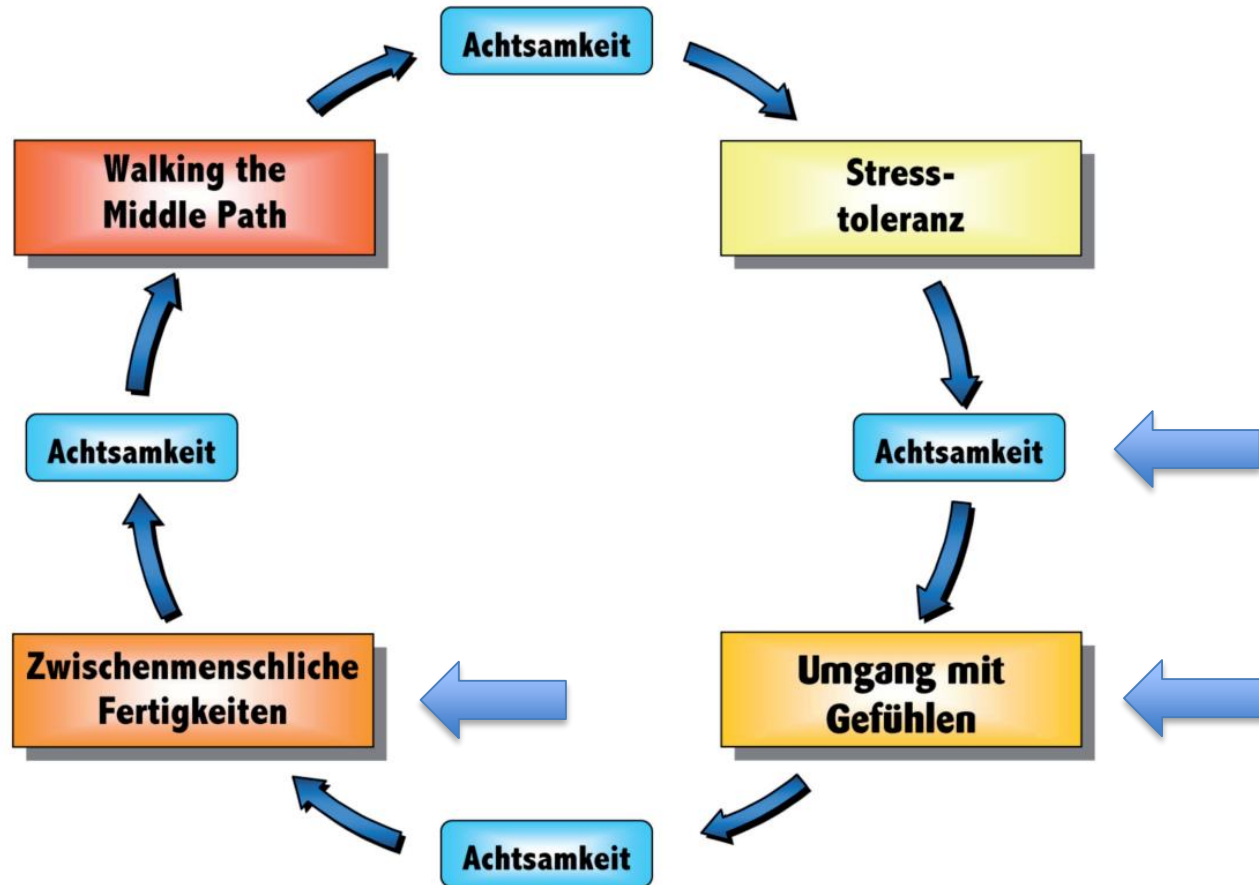 Achtsamkeit
Walking the
Middle Path
Stress-
toleranz
Achtsamkeit
Achtsamkeit
Zwischenmenschliche
Fertigkeiten
Umgang mit
Gefühlen
Achtsamkeit